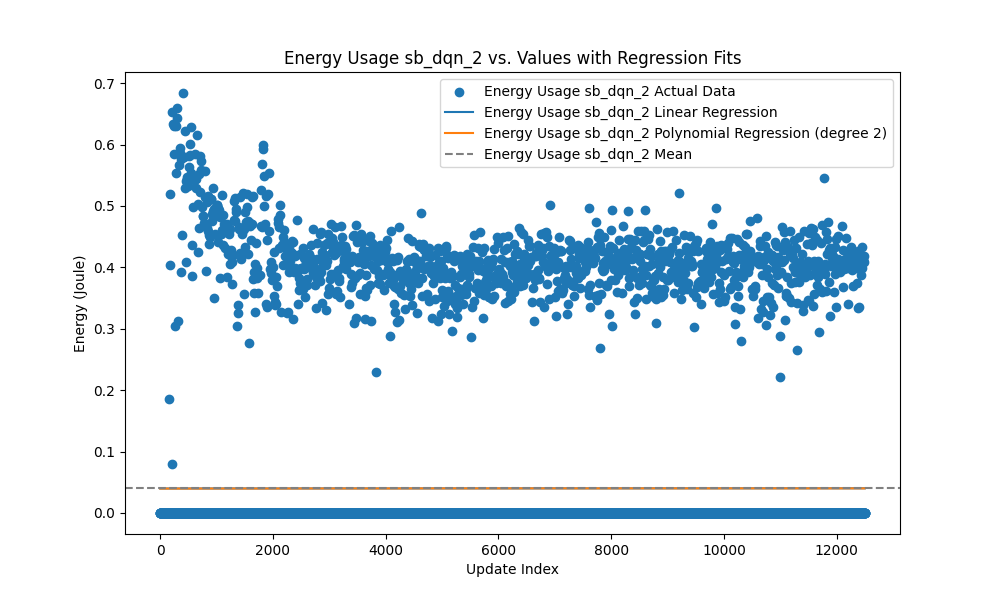 Energy Usage sb_dqn_2 vs. Values with Regression Fits
Energy Usage sb_dqn_2 Actual Data
Energy Usage sb_dqn_2 Linear Regression
Energy Usage sb_dqn_2 Polynomial Regression (degree 2)
Energy Usage sb_dqn_2 Mean
Energy (Joule)
0.7
0.6
0.5
0.4
0.3
0.2
0.1
0.0
0 2000 4000 6000 8000 10000 12000
Update Index